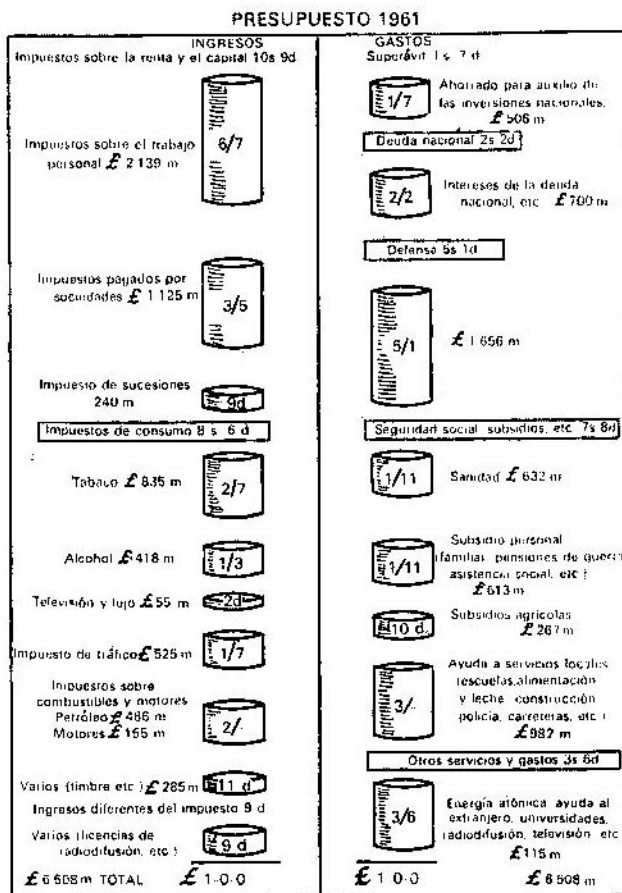 PRESUPUESTO 1961
INGRESOS
Impuestos sobre la renta y el capital 10s 9d
Impuestos sobre el trabajo
personal £ 2139 m
6/7
Impuestos pagados por
sociedades £ 1 125 m
3/5
Impuesto de sucesiones
240 m
9d
Impuestos de consumo 8 s 6 d
Tabaco £ 835 m
2/7
Alcohol £ 418 m
1/3
Televisión y lujo £ 55 m
2d
Impuesto de tráfico £ 525 m
1/7
Impuestos sobre
combustibles y motores
Petróleo £ 466 m
Motores £ 155 m
2/-
Varios (timbre etc ) £ 285 m
11 d
Ingresos diferentes del impuesto 9 d
Varios (licencias de
radiodifusión, etc )
9 d
£ 6 508 m TOTAL £ 1-0-0
GASTOS
Superávit 1 s 7 d
1/7
Ahorrado para auxilio de
las inversiones nacionales.
£ 506 m
Deuda nacional 2s 2d
2/2
Intereses de la deuda
nacional, etc £ 700 m
Defensa 5s 1d
5/1
£ 1 656 m
Seguridad social subsidios, etc 7s 8d
1/11
Sanidad £ 632 m
1/11
Subsidio personal
(familiar, pensiones de guerra
asistencia social, etc )
£ 613 m
10 d.
Subsidios agrícolas
£ 267 m
3/-
Ayuda a servicios locales
(escuelas, alimentación
y leche construcción
policía, carreteras, etc )
£ 982 m
Otros servicios y gastos 3s 6d
3/6
Energía atómica ayuda al
extranjero, universidades,
radiodifusión, televisión etc
£ 115 m
£ 1 0-0 £ 6 508 m